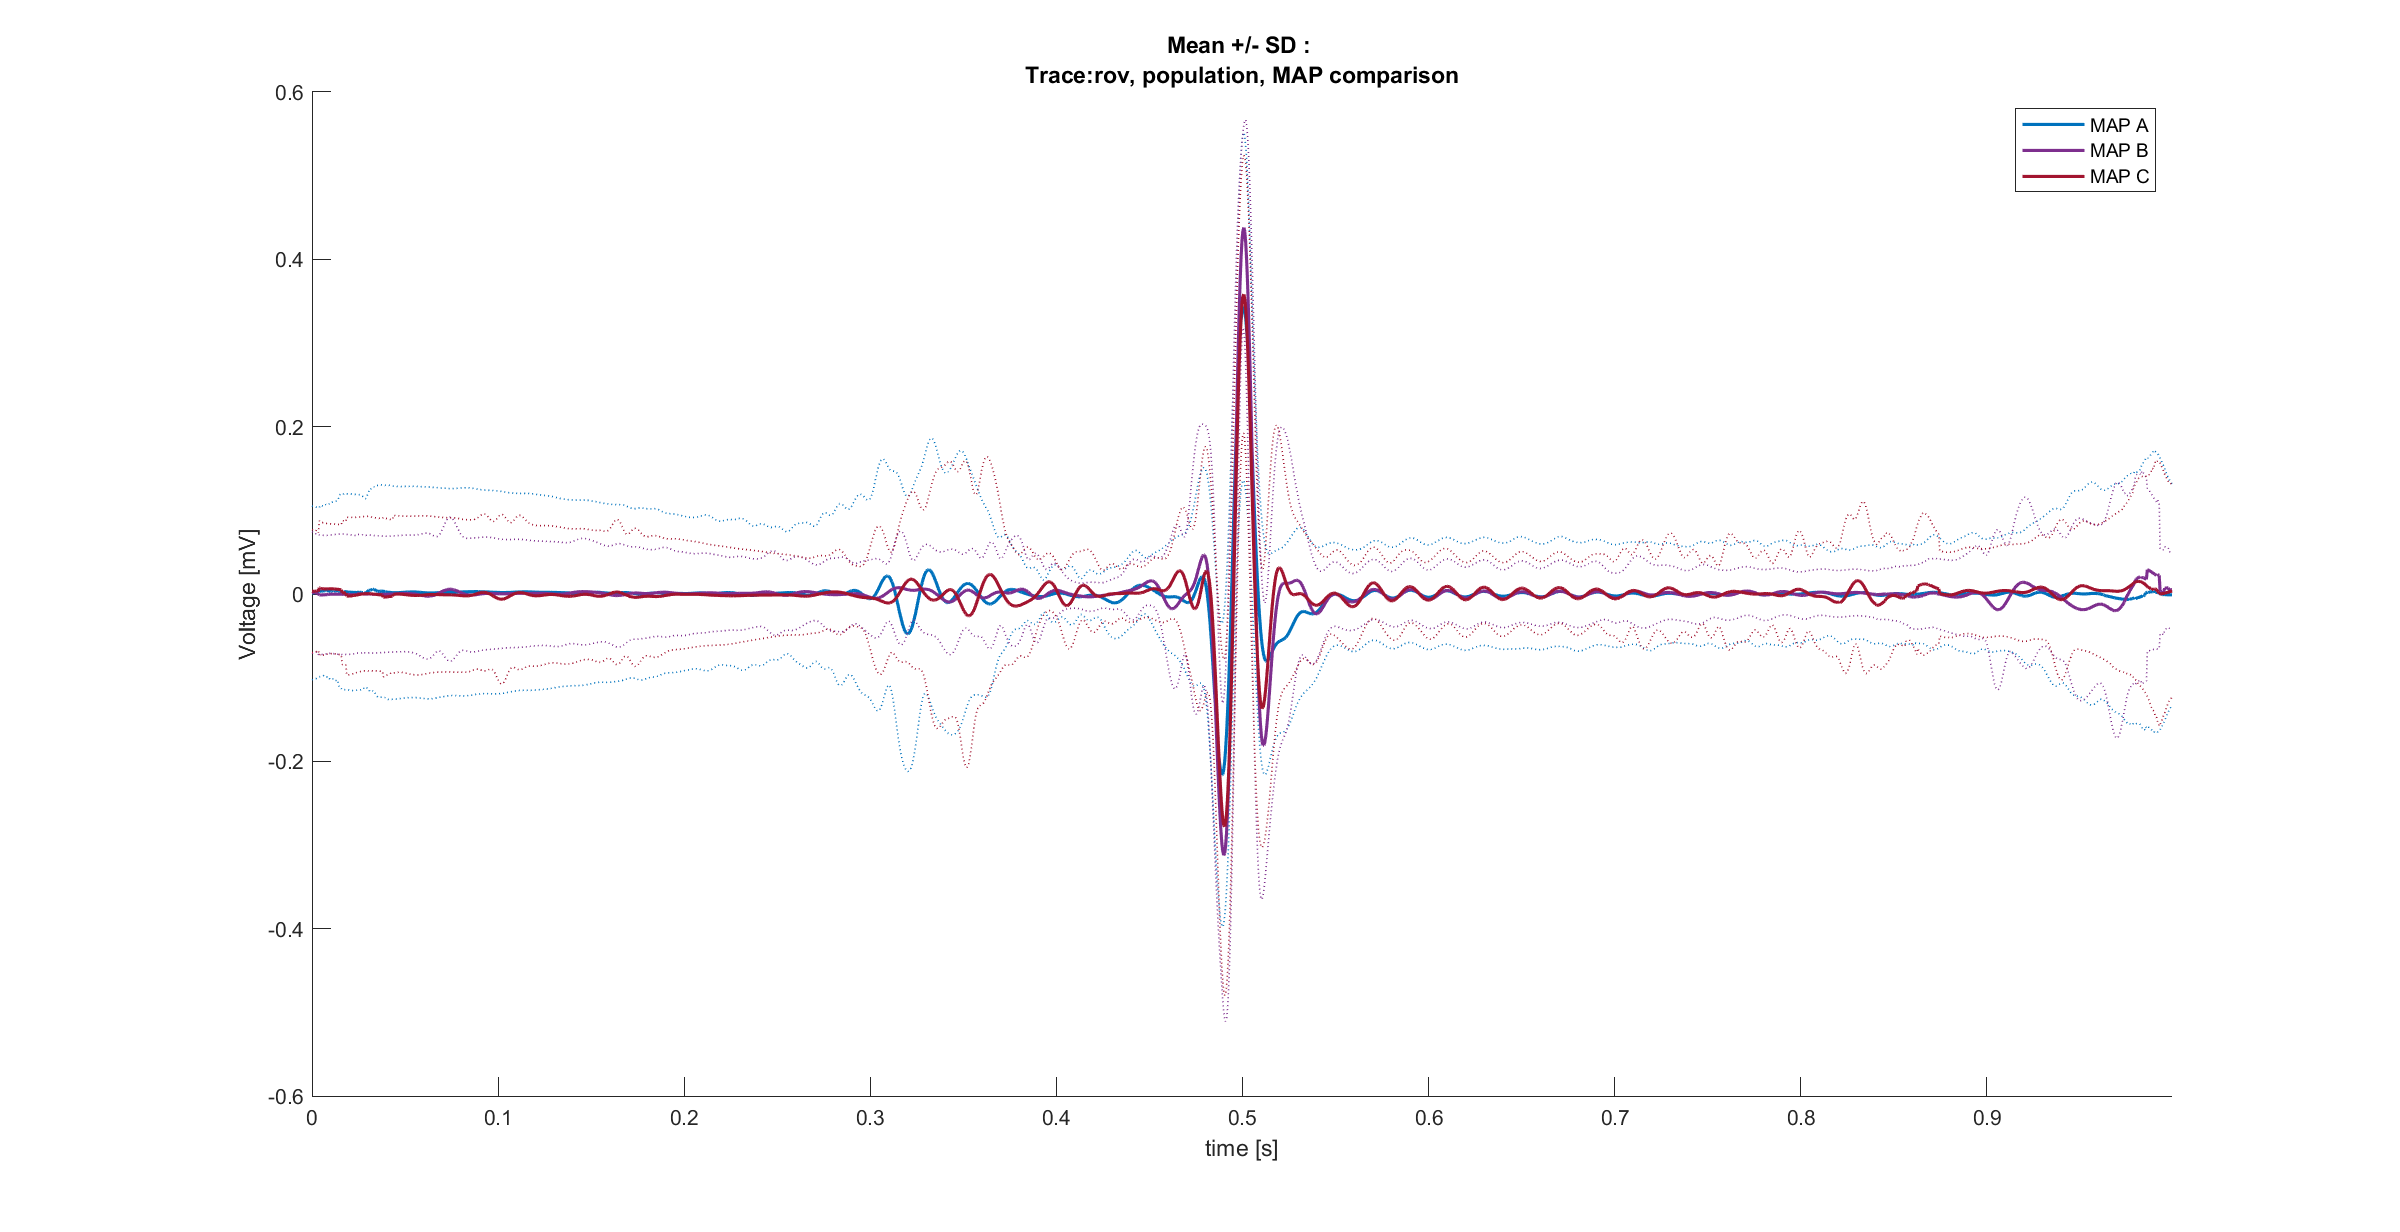 Mean +/- SD :
Trace:rov, population, MAP comparison
MAP A
MAP B
MAP C
0.6
0.4
0.2
0
-0.2
-0.4
-0.6
Voltage [mV]
0 0.1 0.2 0.3 0.4 0.5 0.6 0.7 0.8 0.9
time [s]